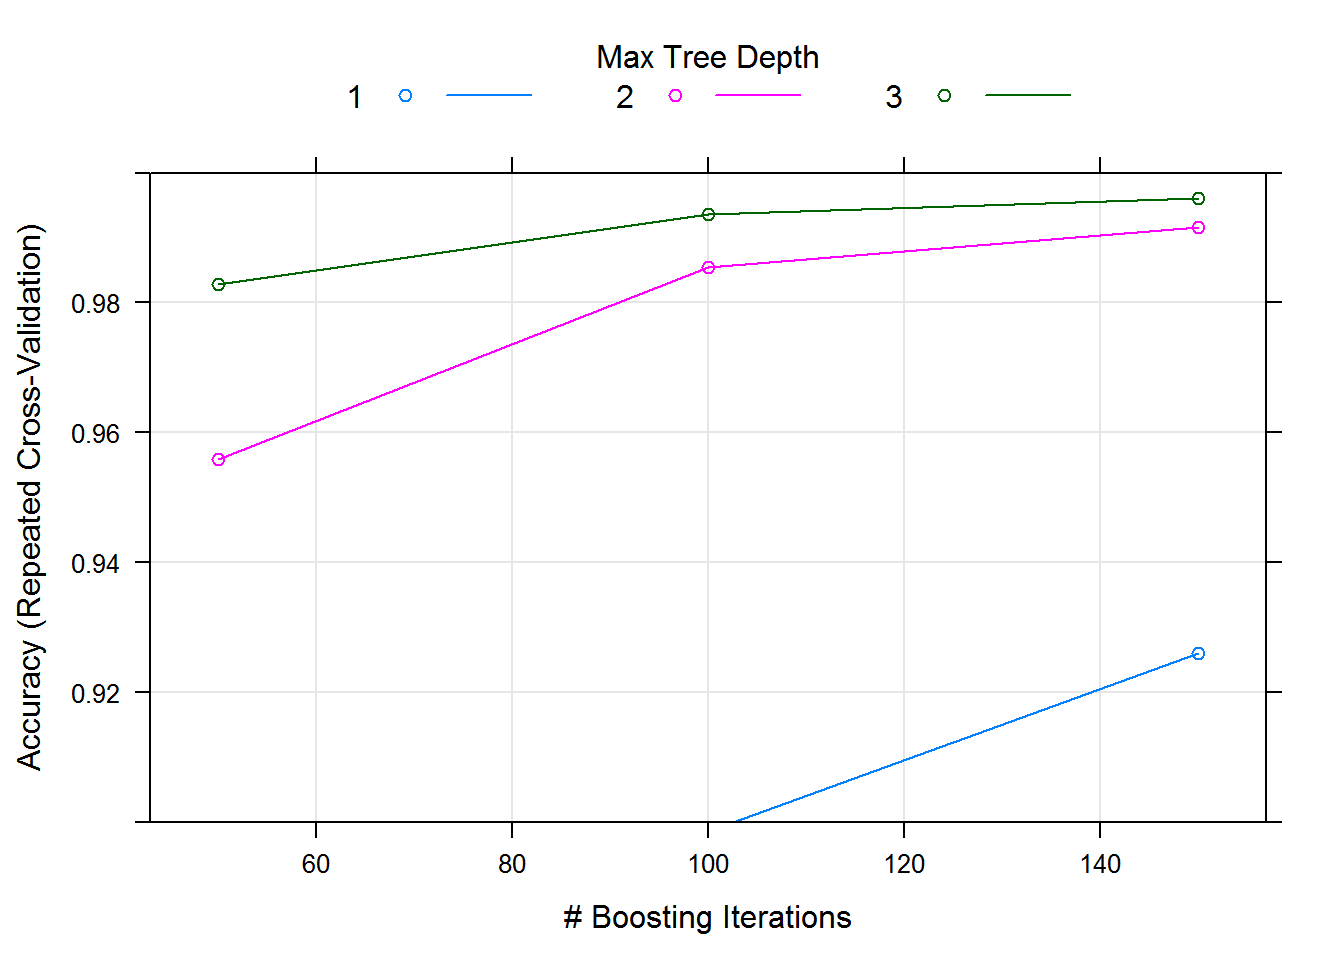 Max Tree Depth
1 2 3
Accuracy (Repeated Cross-Validation)
0.98
0.96
0.94
0.92
60 80 100 120 140
# Boosting Iterations